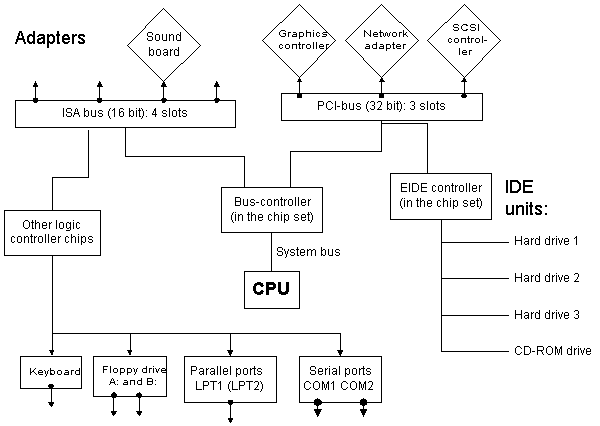 Adapters
Sound
board
Graphics
controller
Network
adapter
SCSI
control-
ler
ISA bus (16 bit): 4 slots
PCI-bus (32 bit): 3 slots
Other logic
controller chips
Bus-controller
(in the chip set)
EIDE controller
(in the chip set)
IDE
units:
System bus
CPU
Hard drive 1
Hard drive 2
Hard drive 3
CD-ROM drive
Keyboard
Floppy drive
A: and B:
Parallel ports
LPT1 (LPT2)
Serial ports
COM1 COM2